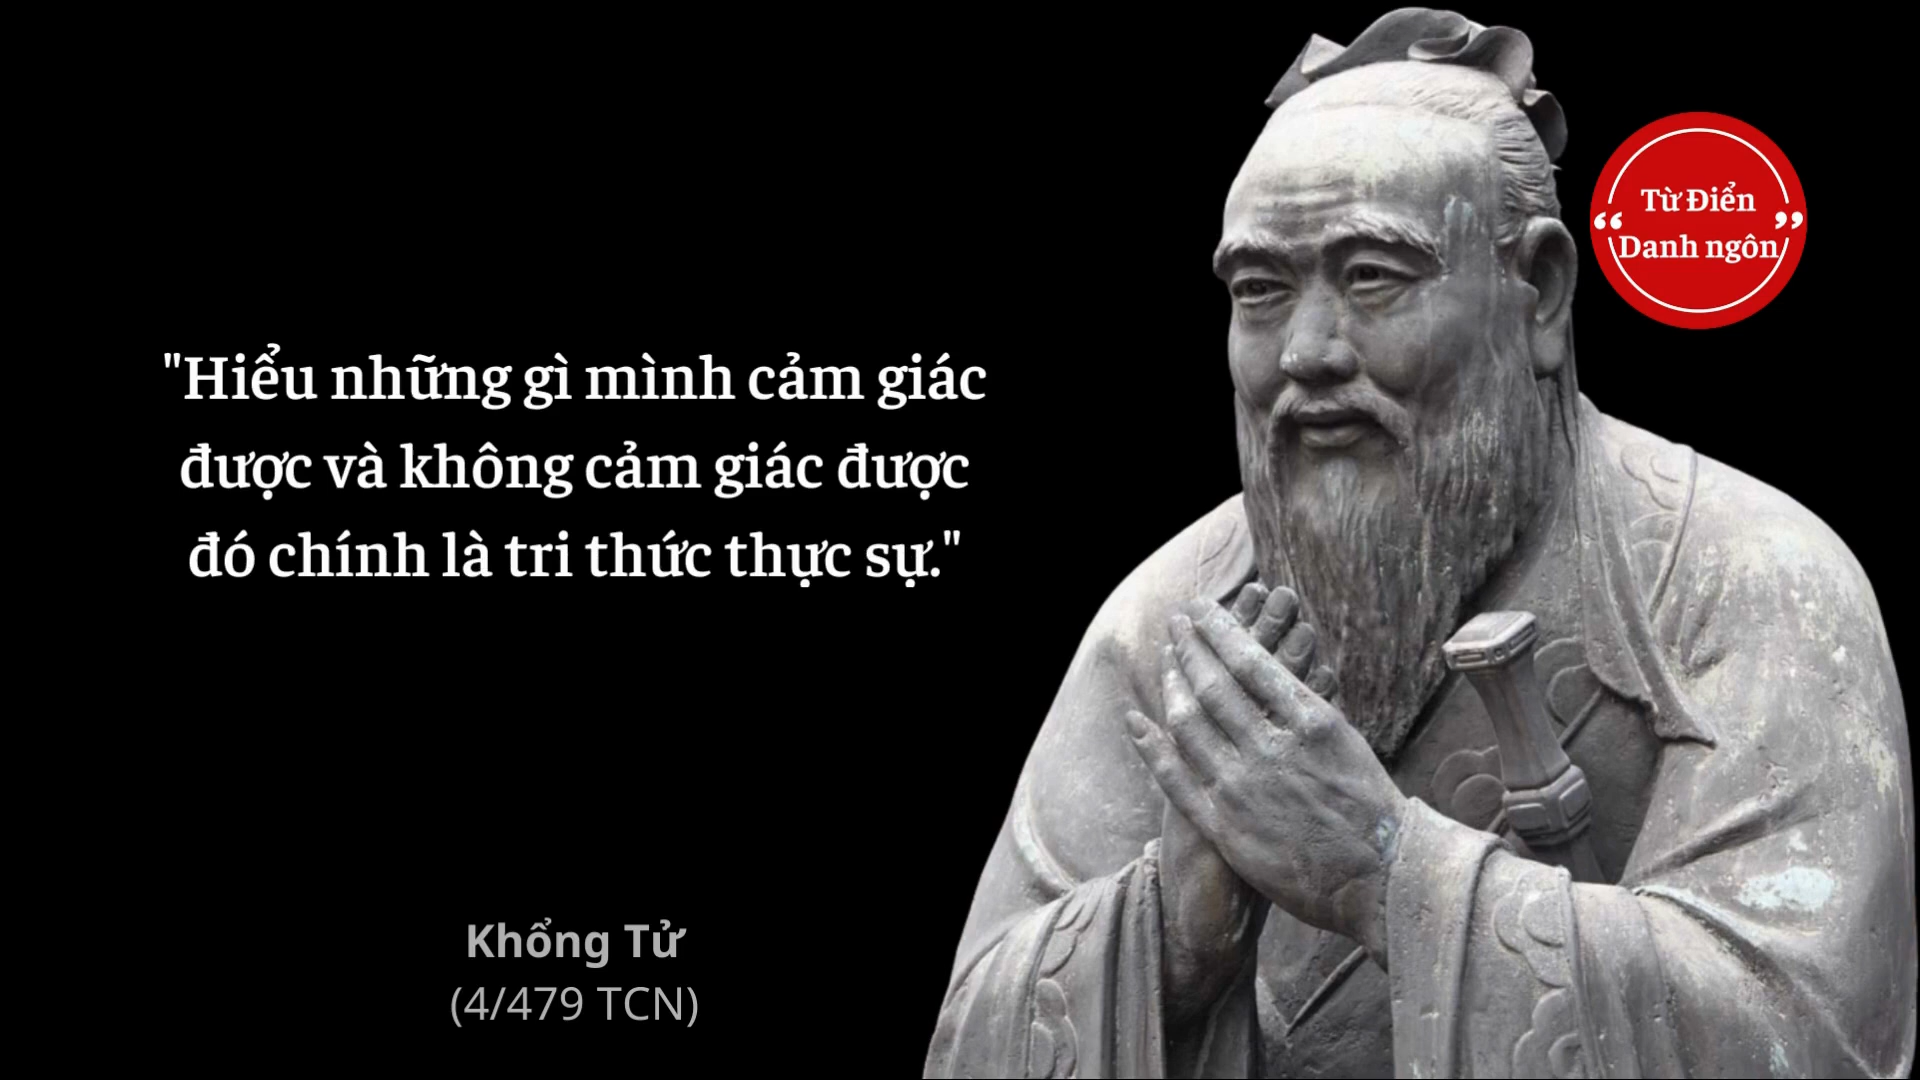 "Hiểu những gì mình cảm giác
được và không cảm giác được
đó chính là tri thức thực sự."
Khổng Tử
(4/479 TCN)
Từ Điển
“ ”
Danh ngôn